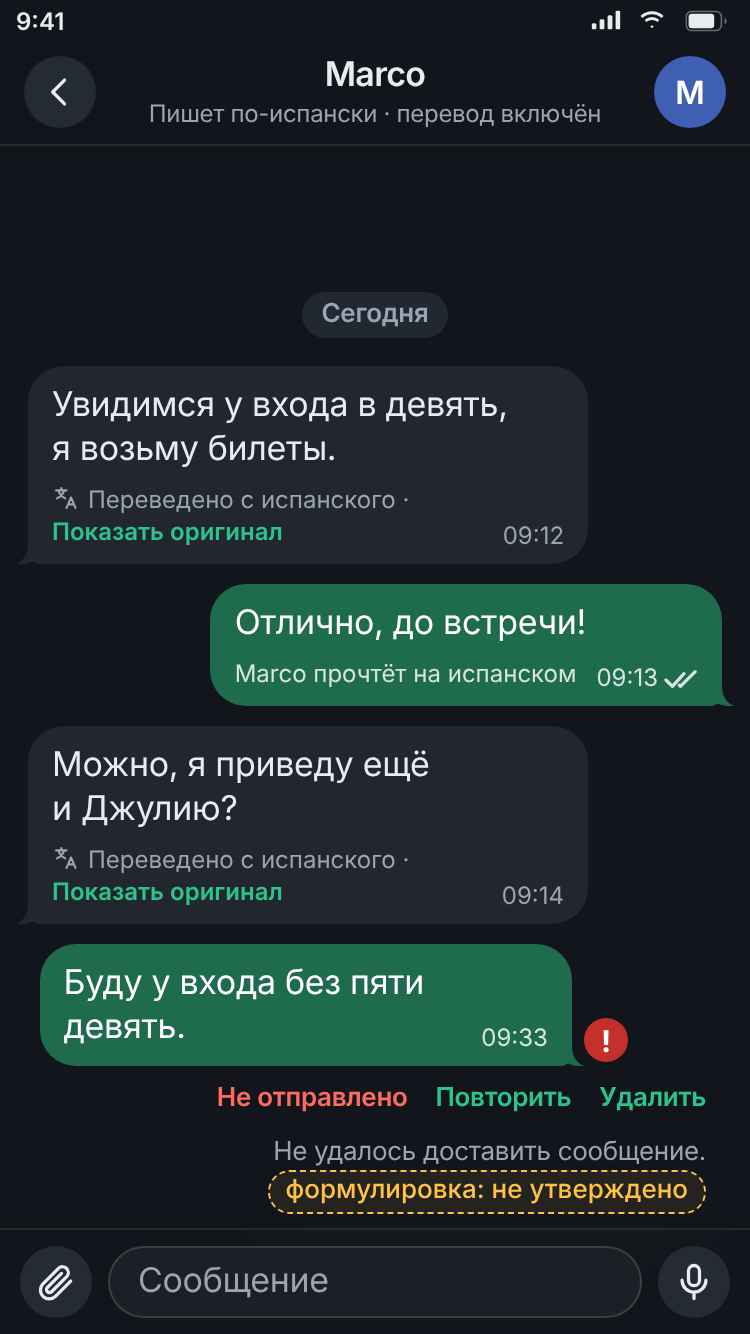 9:41
Marco
Пишет по-испански · перевод включён
M
Сегодня
Увидимся у входа в девять,
я возьму билеты.
Переведено с испанского ·
Показать оригинал
09:12
Отлично, до встречи!
Marco прочтёт на испанском
09:13
Можно, я приведу ещё
и Джулию?
Переведено с испанского ·
Показать оригинал
09:14
Буду у входа без пяти
девять.
09:33
!
Не отправлено Повторить Удалить
Не удалось доставить сообщение.
формулировка: не утверждено
Сообщение